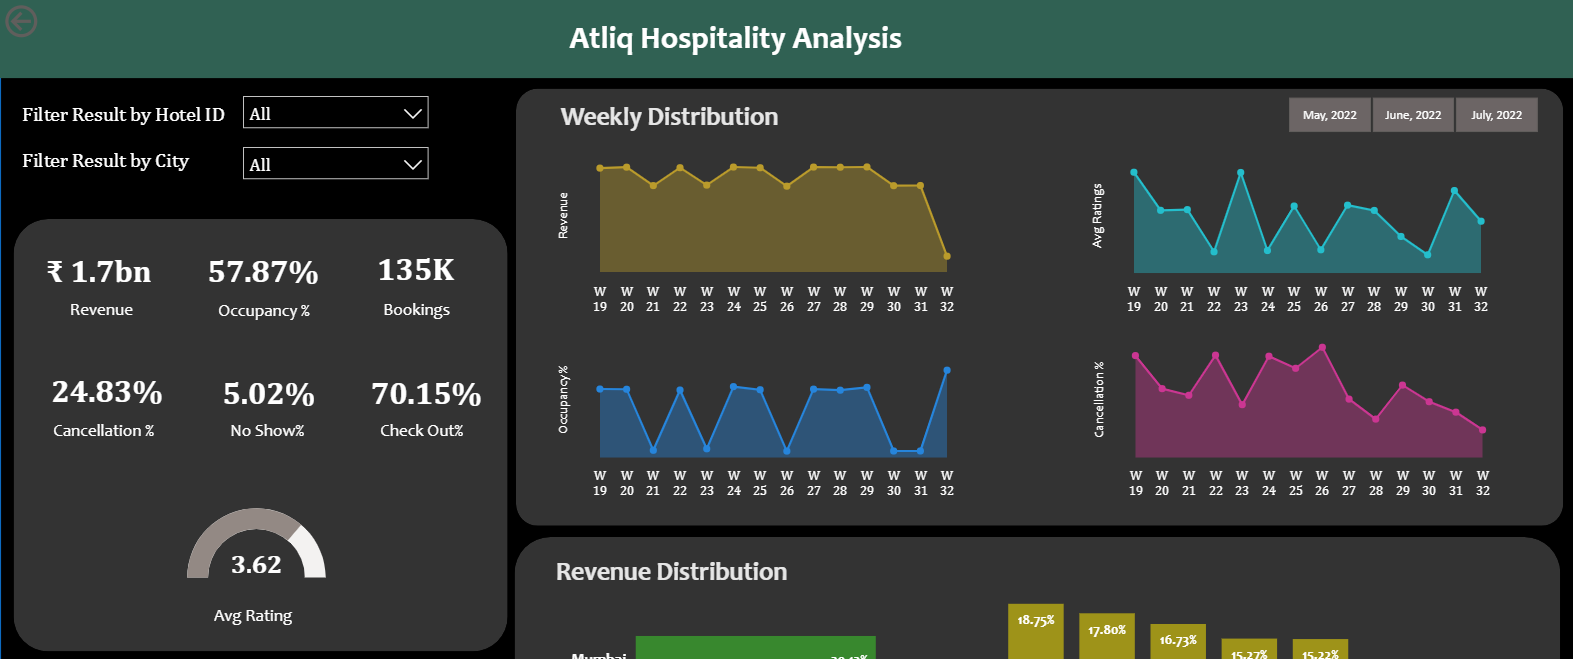 Atliq Hospitality Analysis
Filter Result by Hotel ID
All
Filter Result by City
All
₹ 1.7bn
Revenue
57.87%
Occupancy %
135K
Bookings
24.83%
Cancellation %
5.02%
No Show%
70.15%
Check Out%
3.62
Avg Rating
Weekly Distribution
May, 2022
June, 2022
July, 2022
Revenue
W W W W W W W W W W W W W W
19 20 21 22 23 24 25 26 27 28 29 30 31 32
Avg Ratings
W W W W W W W W W W W W W W
19 20 21 22 23 24 25 26 27 28 29 30 31 32
Occupancy %
W W W W W W W W W W W W W W
19 20 21 22 23 24 25 26 27 28 29 30 31 32
Cancellation %
W W W W W W W W W W W W W W
19 20 21 22 23 24 25 26 27 28 29 30 31 32
Revenue Distribution
Mumbai
18.75%
17.80%
16.73%
15.27%
15.22%